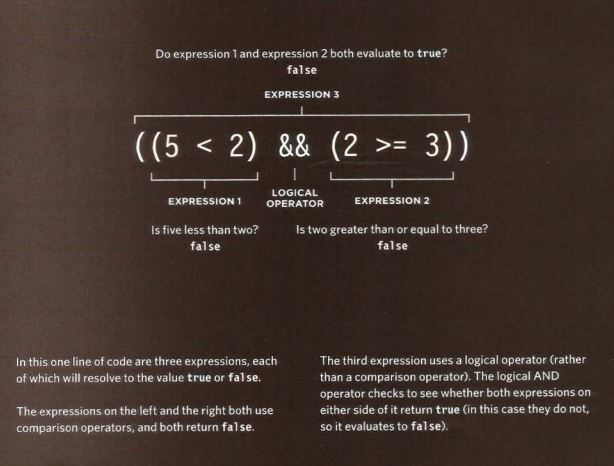 Do expression 1 and expression 2 both evaluate to true?
false
EXPRESSION 3
((5 < 2) && (2 >= 3))
EXPRESSION 1
LOGICAL
OPERATOR
EXPRESSION 2
Is five less than two?
false
Is two greater than or equal to three?
false
In this one line of code are three expressions, each
of which will resolve to the value true or false.
The expressions on the left and the right both use
comparison operators, and both return false.
The third expression uses a logical operator (rather
than a comparison operator). The logical AND
operator checks to see whether both expressions on
either side of it return true (in this case they do not,
so it evaluates to false).